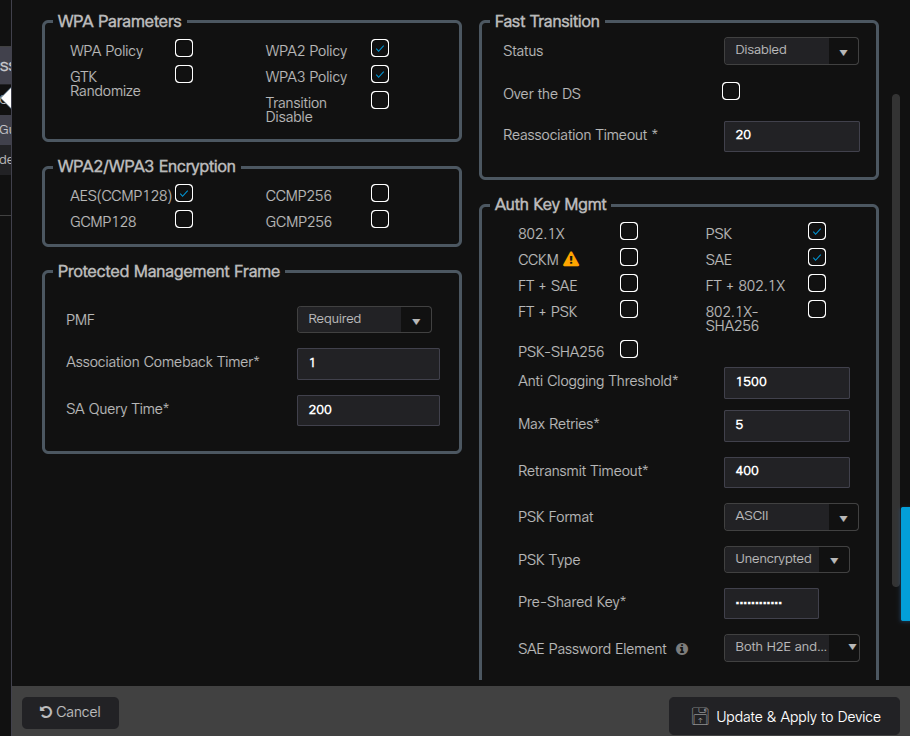 WPA Parameters
WPA Policy
WPA2 Policy
GTK
Randomize
WPA3 Policy
Transition
Disable
WPA2/WPA3 Encryption
AES(CCMP128)
CCMP256
GCMP128
GCMP256
Protected Management Frame
PMF
Required
Association Comeback Timer*
1
SA Query Time*
200
Fast Transition
Status
Disabled
Over the DS
Reassociation Timeout *
20
Auth Key Mgmt
802.1X
PSK
CCKM
SAE
FT + SAE
FT + 802.1X
FT + PSK
802.1X-
SHA256
PSK-SHA256
Anti Clogging Threshold*
1500
Max Retries*
5
Retransmit Timeout*
400
PSK Format
ASCII
PSK Type
Unencrypted
Pre-Shared Key*
••••••••••••
SAE Password Element
Both H2E and...
Cancel
Update & Apply to Device